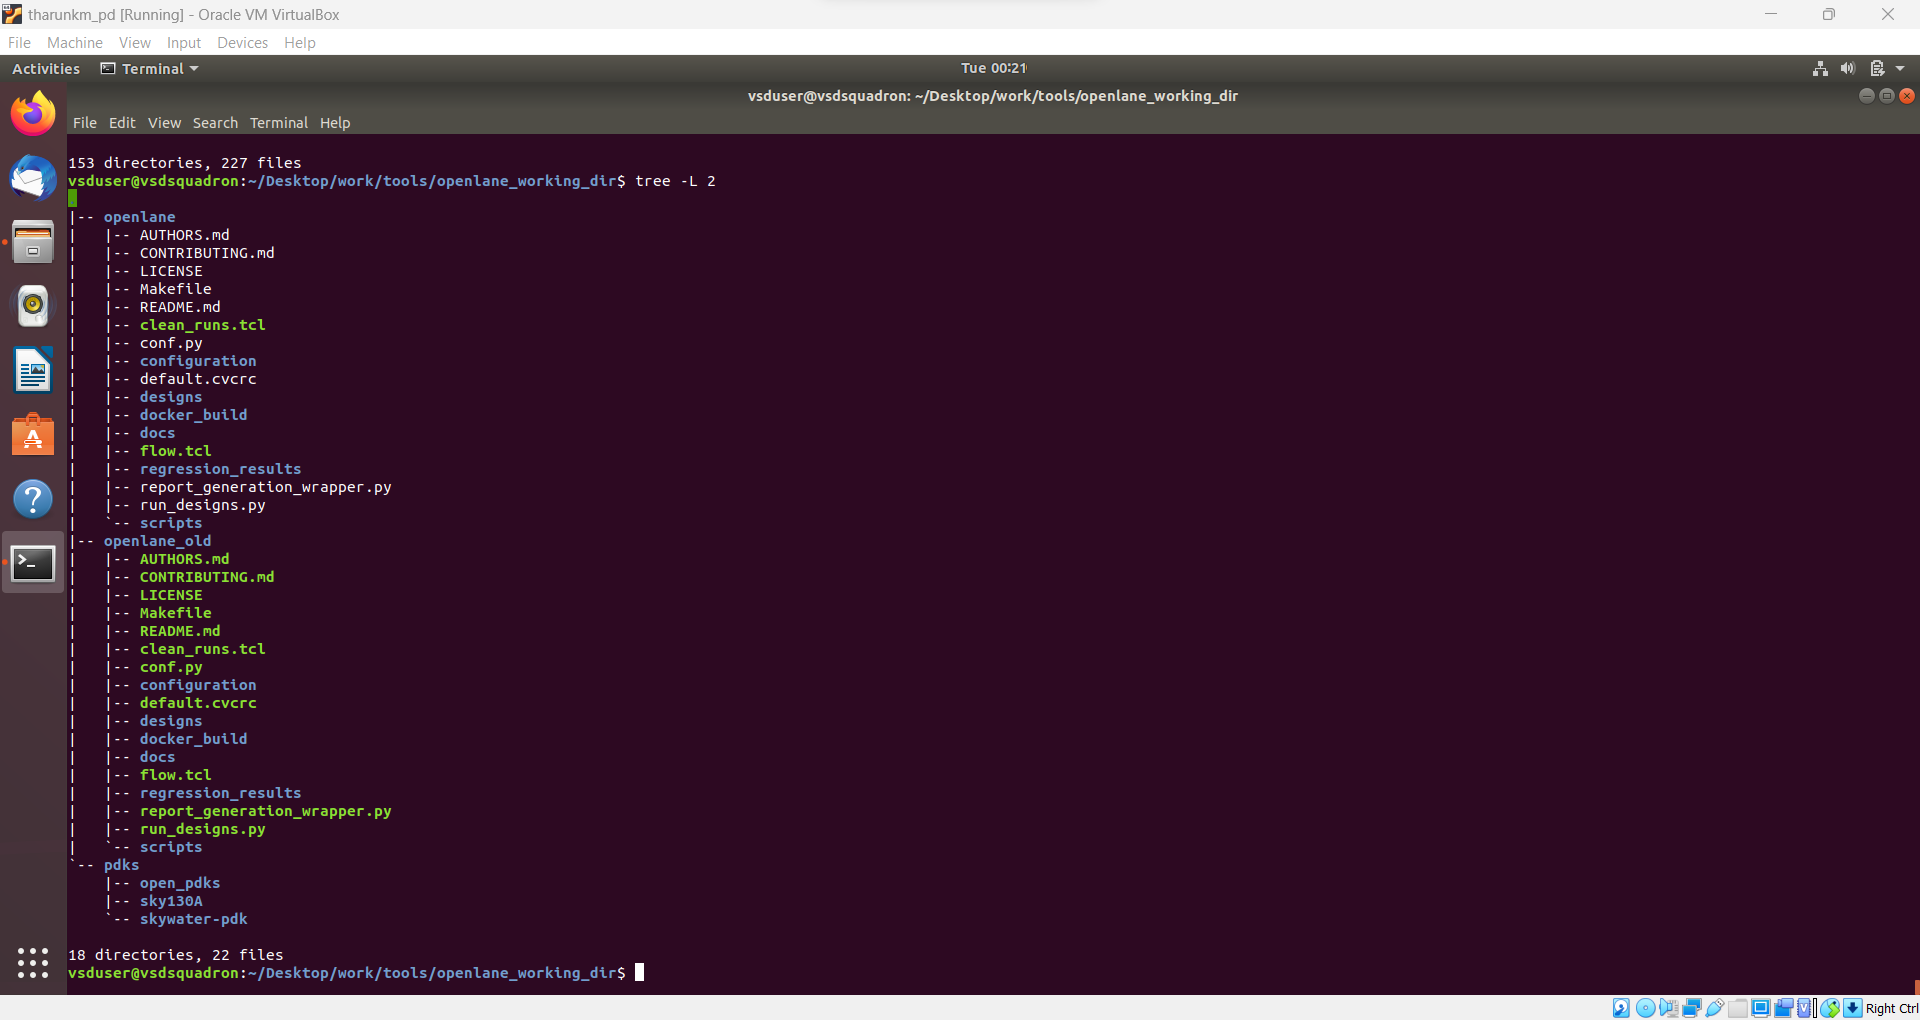 tharunkm_pd [Running] - Oracle VM VirtualBox
File Machine View Input Devices Help
Activities Terminal Tue 00:21
vsduser@vsdsquadron: ~/Desktop/work/tools/openlane_working_dir
File Edit View Search Terminal Help
153 directories, 227 files
vsduser@vsdsquadron:~/Desktop/work/tools/openlane_working_dir$ tree -L 2
.
|-- openlane
|   |-- AUTHORS.md
|   |-- CONTRIBUTING.md
|   |-- LICENSE
|   |-- Makefile
|   |-- README.md
|   |-- clean_runs.tcl
|   |-- conf.py
|   |-- configuration
|   |-- default.cvcrc
|   |-- designs
|   |-- docker_build
|   |-- docs
|   |-- flow.tcl
|   |-- regression_results
|   |-- report_generation_wrapper.py
|   |-- run_designs.py
|   `-- scripts
|-- openlane_old
|   |-- AUTHORS.md
|   |-- CONTRIBUTING.md
|   |-- LICENSE
|   |-- Makefile
|   |-- README.md
|   |-- clean_runs.tcl
|   |-- conf.py
|   |-- configuration
|   |-- default.cvcrc
|   |-- designs
|   |-- docker_build
|   |-- docs
|   |-- flow.tcl
|   |-- regression_results
|   |-- report_generation_wrapper.py
|   |-- run_designs.py
|   `-- scripts
`-- pdks
    |-- open_pdks
    |-- sky130A
    `-- skywater-pdk
18 directories, 22 files
vsduser@vsdsquadron:~/Desktop/work/tools/openlane_working_dir$
Right Ctrl